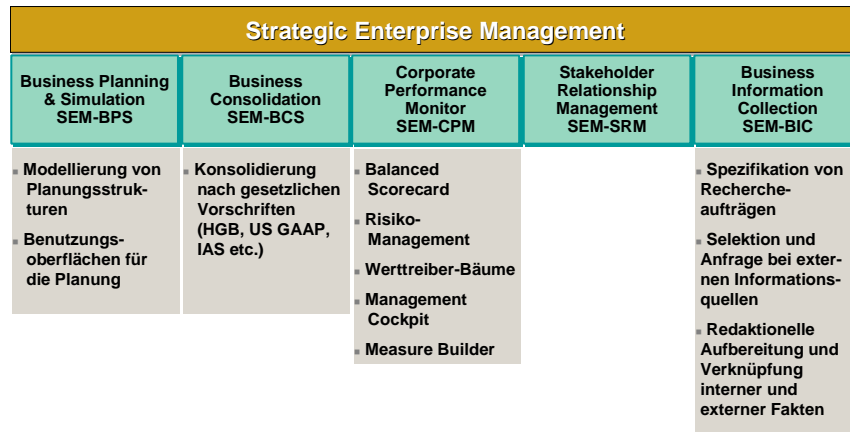 Strategic Enterprise Management
Business Planning
& Simulation
SEM-BPS
Business
Consolidation
SEM-BCS
Corporate
Performance
Monitor
SEM-CPM
Stakeholder
Relationship
Management
SEM-SRM
Business
Information
Collection
SEM-BIC
Modellierung von
Planungsstruk-
turen
Benutzungs-
oberflächen für
die Planung
Konsolidierung
nach gesetzlichen
Vorschriften
(HGB, US GAAP,
IAS etc.)
Balanced
Scorecard
Risiko-
Management
Werttreiber-Bäume
Management
Cockpit
Measure Builder
Spezifikation von
Recherche-
aufträgen
Selektion und
Anfrage bei exter-
nen Informations-
quellen
Redaktionelle
Aufbereitung und
Verknüpfung
interner und
externer Fakten